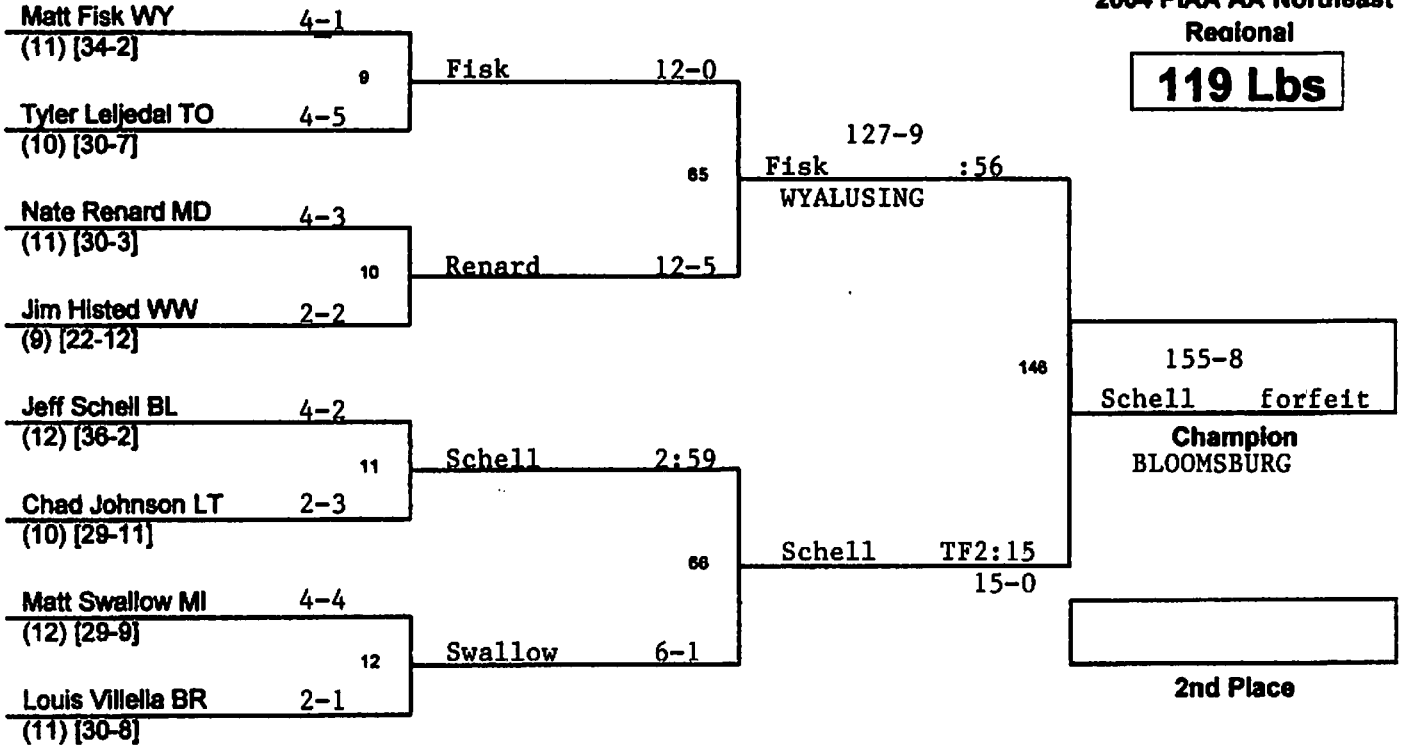 2004 PIAA AA Northeast
Regional
119 Lbs
Matt Fisk WY 4-1
(11) [34-2]
9 Fisk 12-0
Tyler Leljedal TO 4-5
(10) [30-7]
65 Fisk 127-9 :56
WYALUSING
Nate Renard MD 4-3
(11) [30-3]
10 Renard 12-5
Jim Histed WW 2-2
(9) [22-12]
146 155-8
Schell forfeit
Champion
BLOOMSBURG
Jeff Schell BL 4-2
(12) [36-2]
11 Schell 2:59
Chad Johnson LT 2-3
(10) [29-11]
66 Schell TF2:15
15-0
Matt Swallow MI 4-4
(12) [29-9]
12 Swallow 6-1
Louis Villella BR 2-1
(11) [30-8]
2nd Place